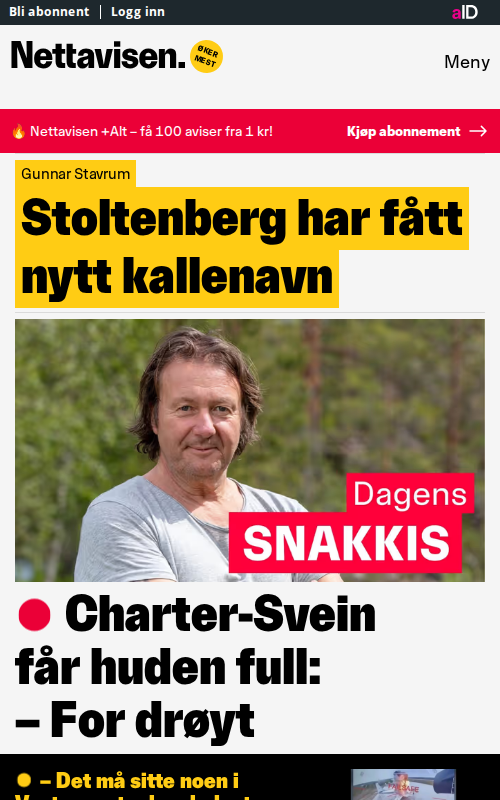 Bli abonnent | Logg inn
aID
Nettavisen.
ØKER
MEST
Meny
Nettavisen +Alt – få 100 aviser fra 1 kr!
Kjøp abonnement
Gunnar Stavrum
Stoltenberg har fått
nytt kallenavn
Dagens
SNAKKIS
Charter-Svein
får huden full:
– For drøyt
– Det må sitte noen i